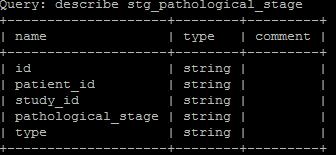 Query: describe stg_pathological_stage
+--------------------+--------+---------+
| name               | type   | comment |
+--------------------+--------+---------+
| id                 | string |         |
| patient_id         | string |         |
| study_id           | string |         |
| pathological_stage | string |         |
| type               | string |         |
+--------------------+--------+---------+